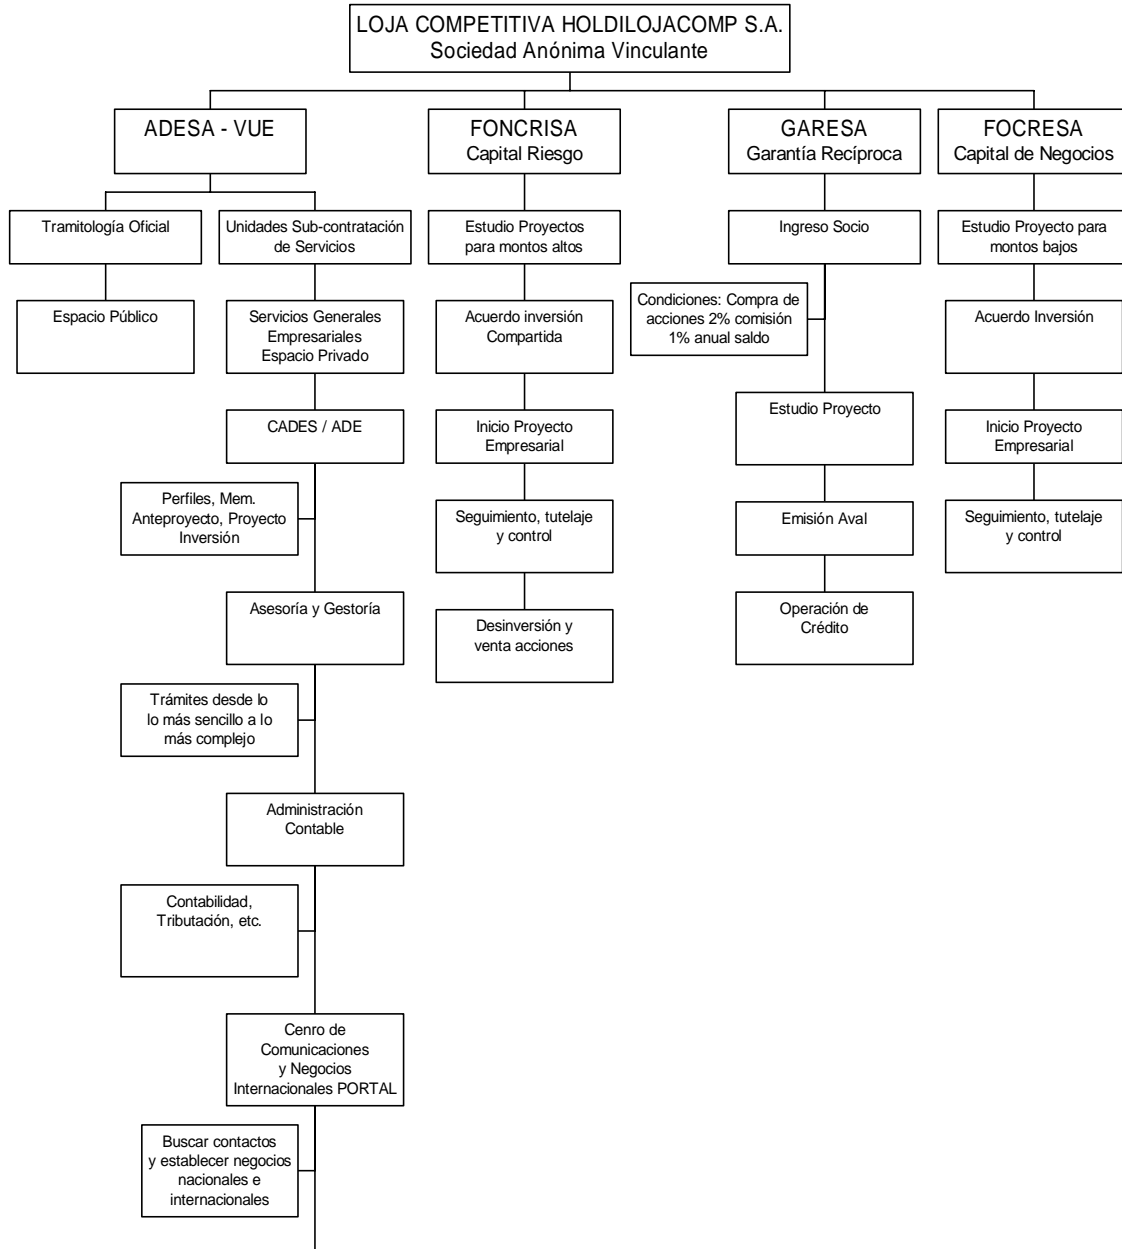 LOJA COMPETITIVA HOLDILOJACOMP S.A.
Sociedad Anónima Vinculante
ADESA - VUE
FONCRISA
Capital Riesgo
GARESA
Garantía Recíproca
FOCRESA
Capital de Negocios
Tramitología Oficial
Unidades Sub-contratación
de Servicios
Estudio Proyectos
para montos altos
Ingreso Socio
Estudio Proyecto para
montos bajos
Espacio Público
Servicios Generales
Empresariales
Espacio Privado
Acuerdo inversión
Compartida
Condiciones: Compra de
acciones 2% comisión
1% anual saldo
Acuerdo Inversión
CADES / ADE
Inicio Proyecto
Empresarial
Estudio Proyecto
Inicio Proyecto
Empresarial
Perfiles, Mem.
Anteproyecto, Proyecto
Inversión
Seguimiento, tutelaje
y control
Emisión Aval
Seguimiento, tutelaje
y control
Asesoría y Gestoría
Desinversión y
venta acciones
Operación de
Crédito
Trámites desde lo
lo más sencillo a lo
más complejo
Administración
Contable
Contabilidad,
Tributación, etc.
Cenro de
Comunicaciones
y Negocios
Internacionales PORTAL
Buscar contactos
y establecer negocios
nacionales e
internacionales